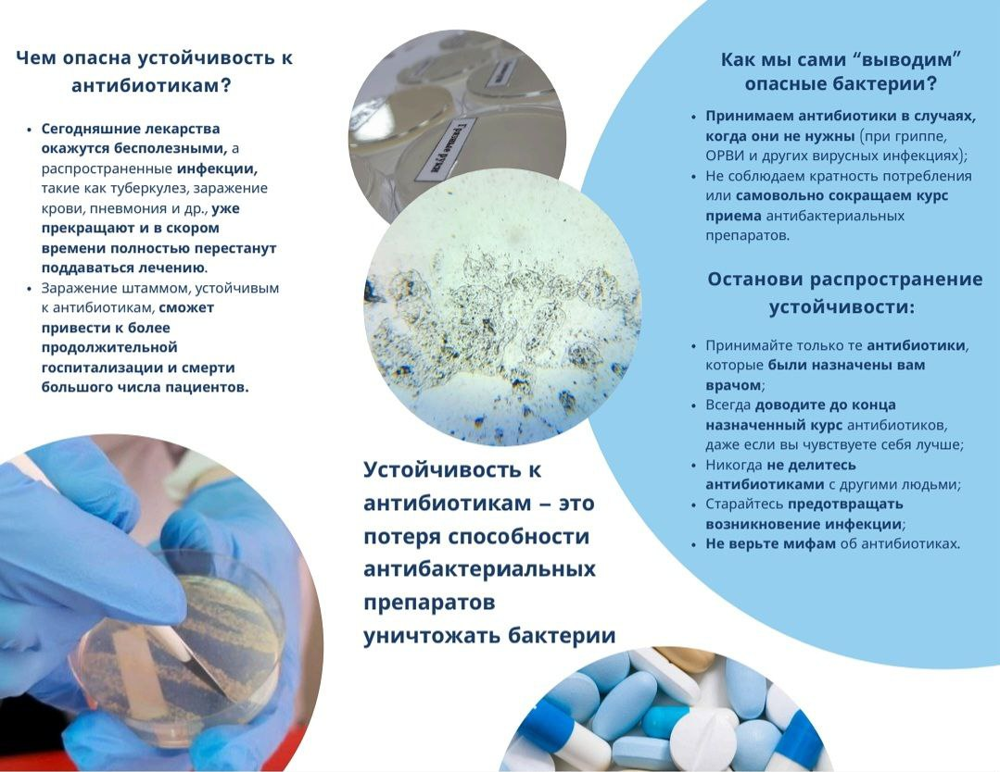 Чем опасна устойчивость к
антибиотикам?
• Сегодняшние лекарства
окажутся бесполезными, а
распространенные инфекции,
такие как туберкулез, заражение
крови, пневмония и др., уже
прекращают и в скором
времени полностью перестанут
поддаваться лечению.
• Заражение штаммом, устойчивым
к антибиотикам, сможет
привести к более
продолжительной
госпитализации и смерти
большого числа пациентов.
Грязные руки
Устойчивость к
антибиотикам – это
потеря способности
антибактериальных
препаратов
уничтожать бактерии
Как мы сами “выводим”
опасные бактерии?
• Принимаем антибиотики в случаях,
когда они не нужны (при гриппе,
ОРВИ и других вирусных инфекциях);
• Не соблюдаем кратность потребления
или самовольно сокращаем курс
приема антибактериальных
препаратов.
Останови распространение
устойчивости:
• Принимайте только те антибиотики,
которые были назначены вам
врачом;
• Всегда доводите до конца
назначенный курс антибиотиков,
даже если вы чувствуете себя лучше;
• Никогда не делитесь
антибиотиками с другими людьми;
• Старайтесь предотвращать
возникновение инфекции;
• Не верьте мифам об антибиотиках.